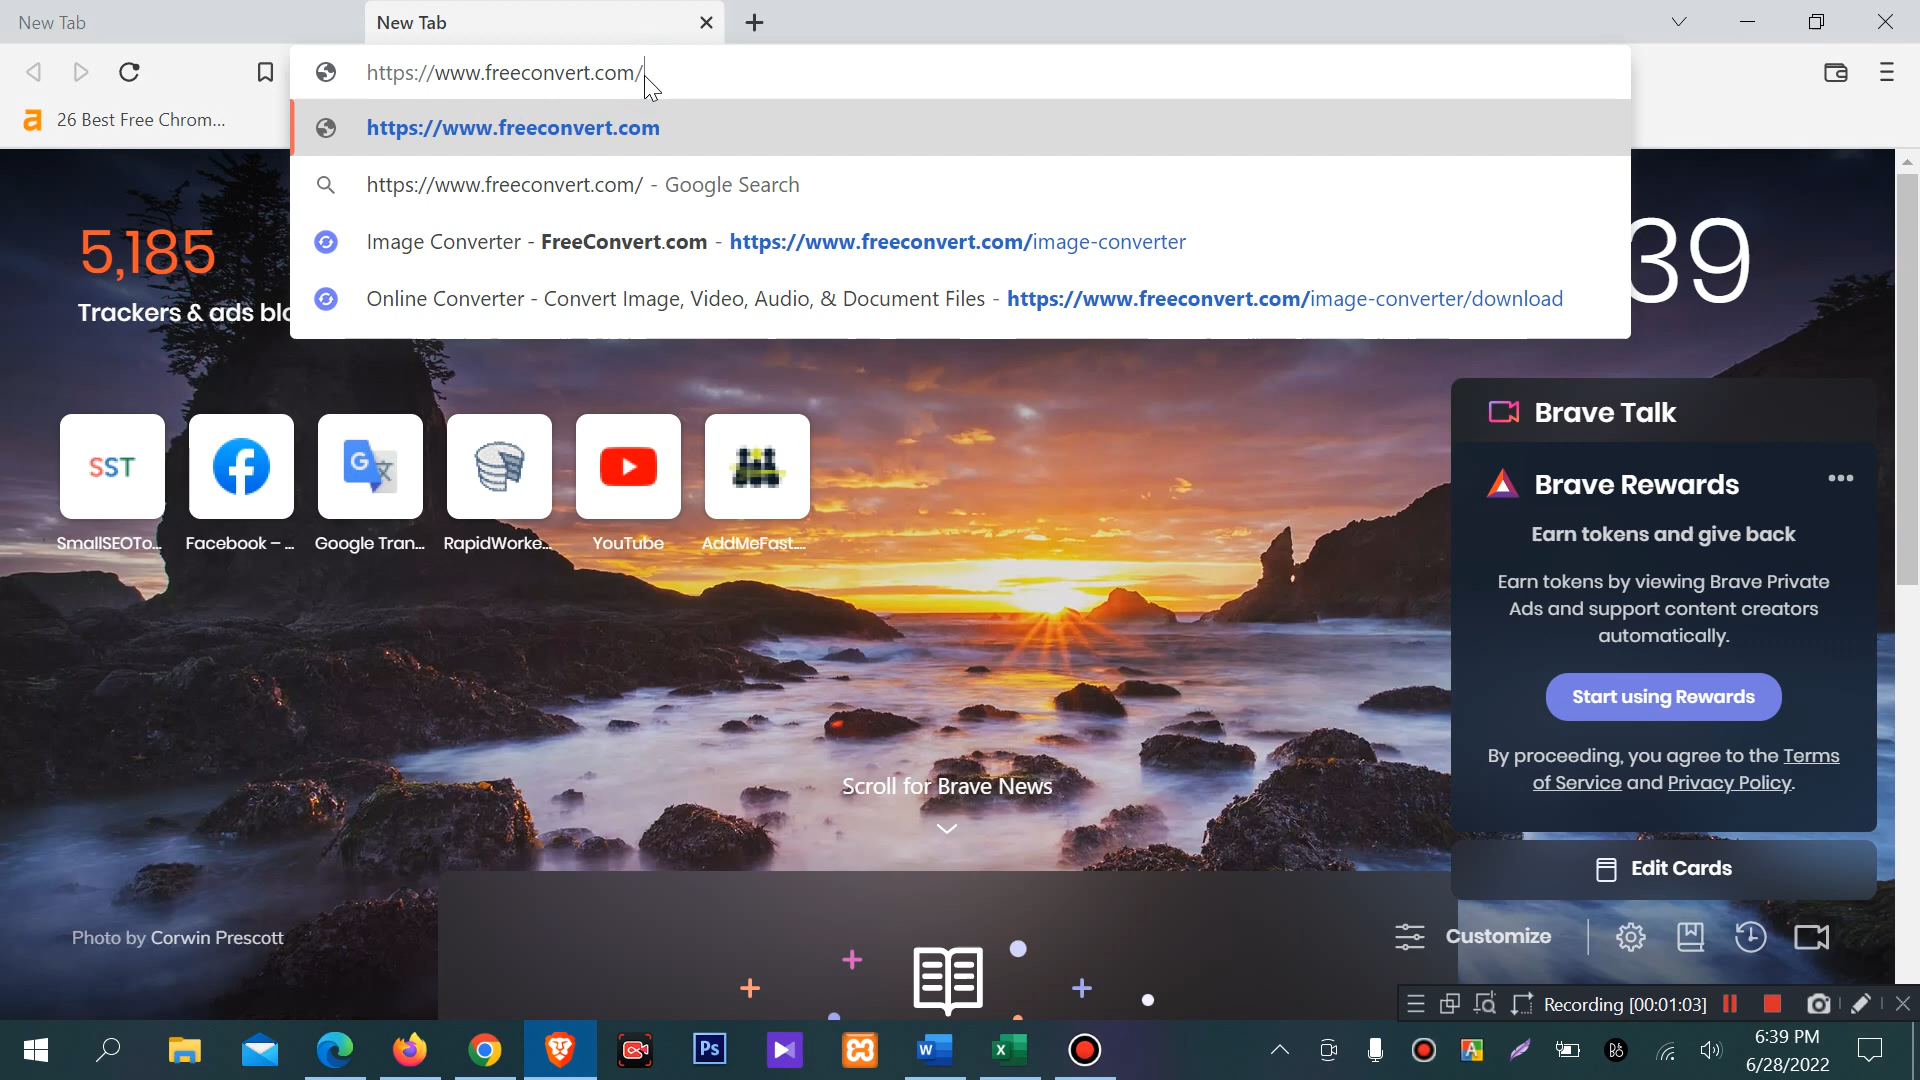 New Tab
New Tab
https://www.freeconvert.com/
26 Best Free Chrom...
https://www.freeconvert.com
https://www.freeconvert.com/ - Google Search
Image Converter - FreeConvert.com - https://www.freeconvert.com/image-converter
Online Converter - Convert Image, Video, Audio, & Document Files - https://www.freeconvert.com/image-converter/download
5,185
Trackers & ads blo
39
SST
SmallSEOTo...
Facebook – ...
Google Tran...
RapidWorke...
YouTube
AddMeFast....
Brave Talk
Brave Rewards
Earn tokens and give back
Earn tokens by viewing Brave Private
Ads and support content creators
automatically.
Start using Rewards
By proceeding, you agree to the Terms
of Service and Privacy Policy.
Edit Cards
Scroll for Brave News
Photo by Corwin Prescott
Customize
Recording [00:01:03]
Ps
6:39 PM
6/28/2022